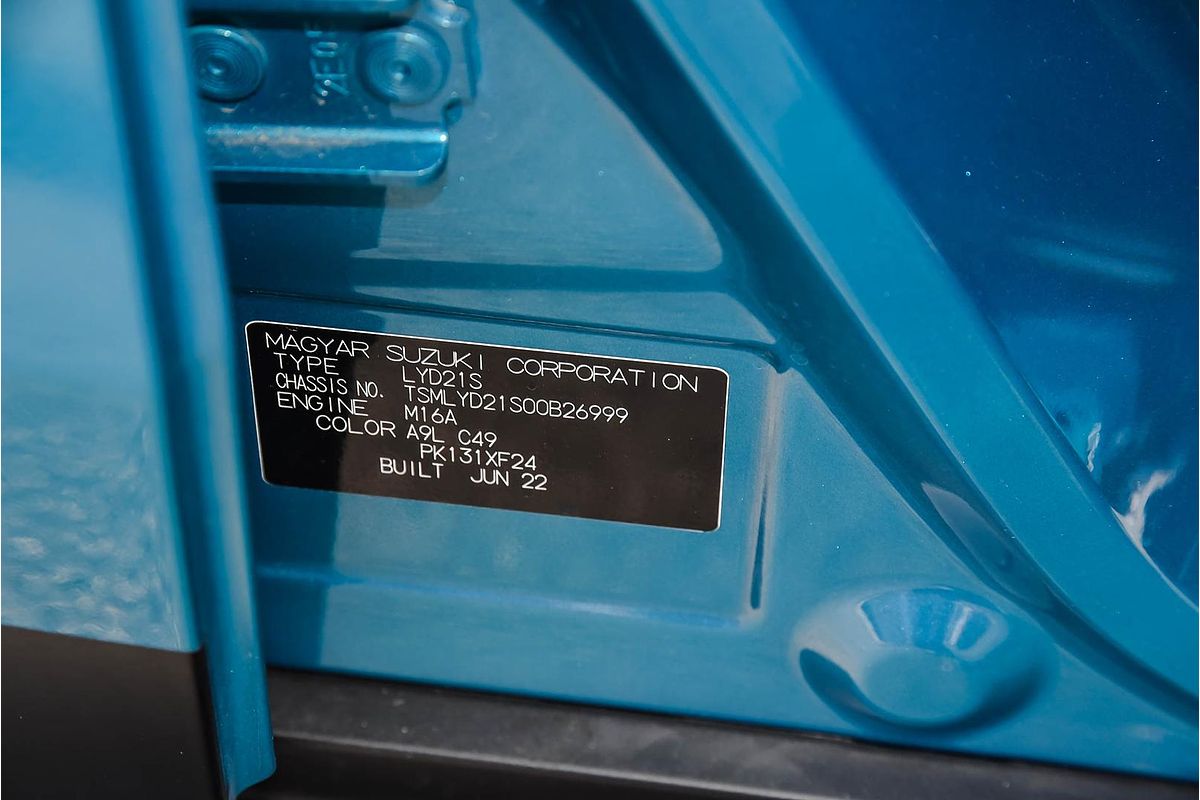 MAGYAR SUZUKI CORPORATION
TYPE LYD21S
CHASSIS NO. TSMLYD21S00B26999
ENGINE M16A
COLOR A9L C49
PK131XF24
BUILT JUN 22